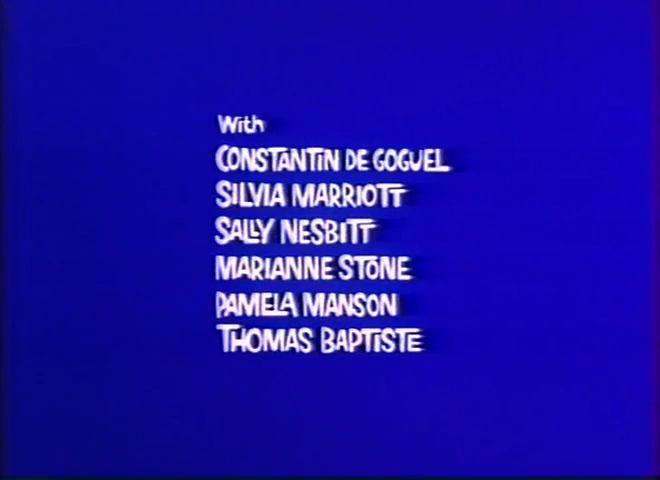 With
CONSTANTIN DE GOGUEL
SILVIA MARRIOTT
SALLY NESBITT
MARIANNE STONE
PAMELA MANSON
THOMAS BAPTISTE